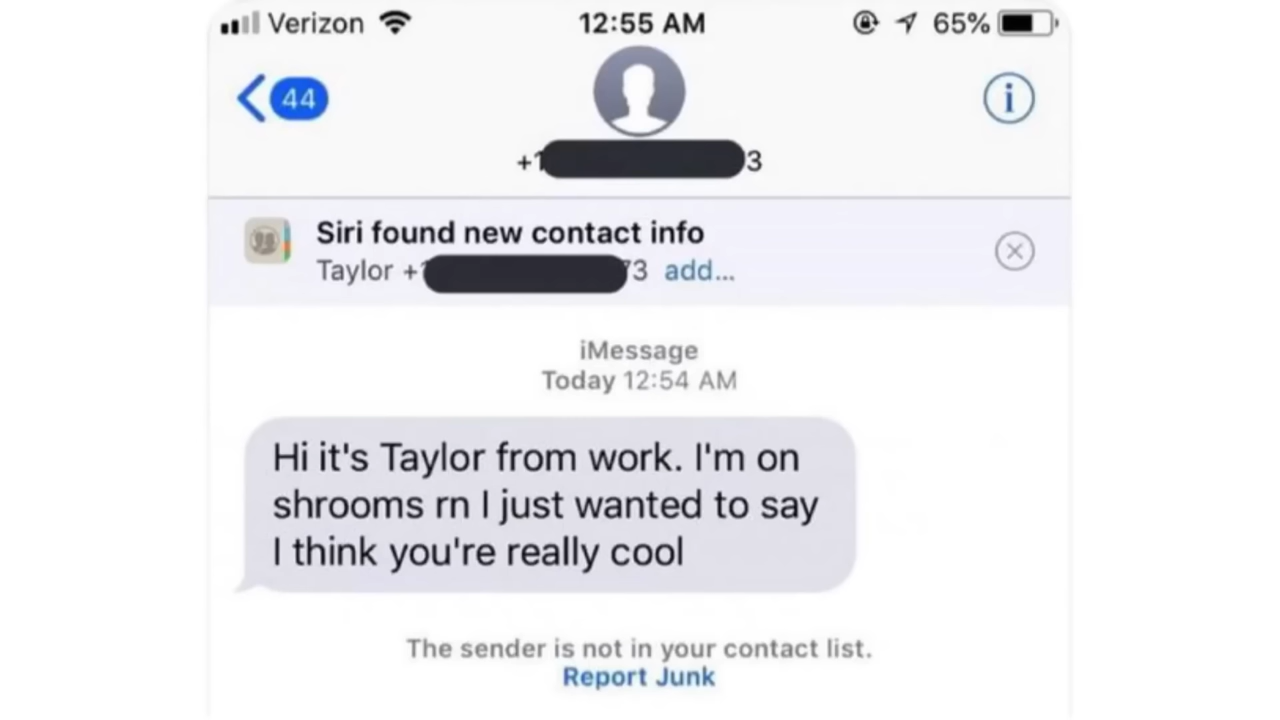 Verizon 12:55 AM 65%
44
+1 3
Siri found new contact info
Taylor + 73 add...
iMessage
Today 12:54 AM
Hi it's Taylor from work. I'm on
shrooms rn I just wanted to say
I think you're really cool
The sender is not in your contact list.
Report Junk